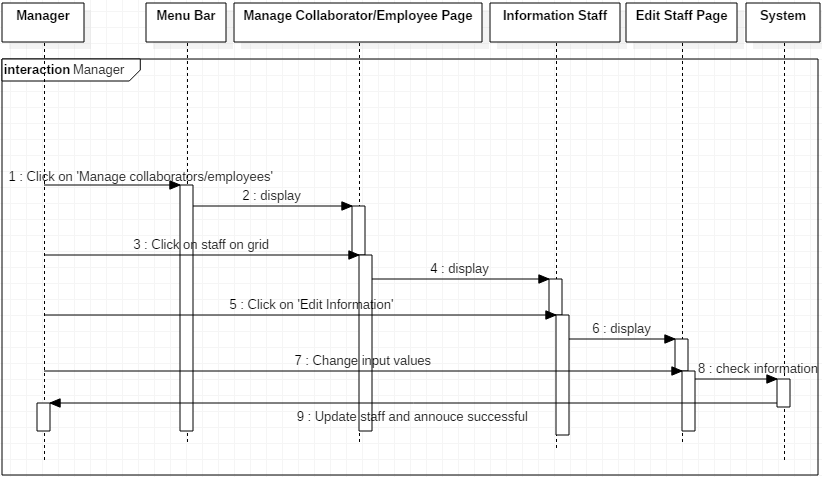 Manager
Menu Bar
Manage Collaborator/Employee Page
Information Staff
Edit Staff Page
System
interaction Manager
1 : Click on 'Manage collaborators/employees'
2 : display
3 : Click on staff on grid
4 : display
5 : Click on 'Edit Information'
6 : display
7 : Change input values
8 : check information
9 : Update staff and annouce successful